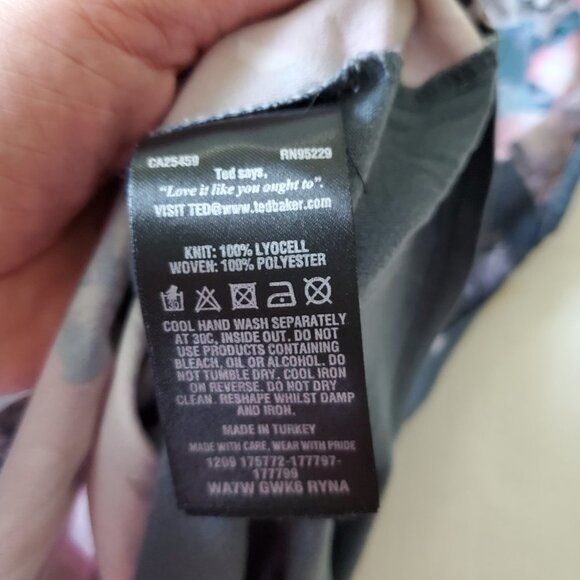 CA25459 RN95229
Ted says,
"Love it like you ought to".
VISIT TED@www.tedbaker.com
KNIT: 100% LYOCELL
WOVEN: 100% POLYESTER
30
COOL HAND WASH SEPARATELY
AT 30C, INSIDE OUT. DO NOT
USE PRODUCTS CONTAINING
BLEACH, OIL OR ALCOHOL. DO
NOT TUMBLE DRY. COOL IRON
ON REVERSE. DO NOT DRY
CLEAN. RESHAPE WHILST DAMP
AND IRON.
MADE IN TURKEY
MADE WITH CARE, WEAR WITH PRIDE
1209 175772-177797-
177799
WA7W GWK6 RYNA